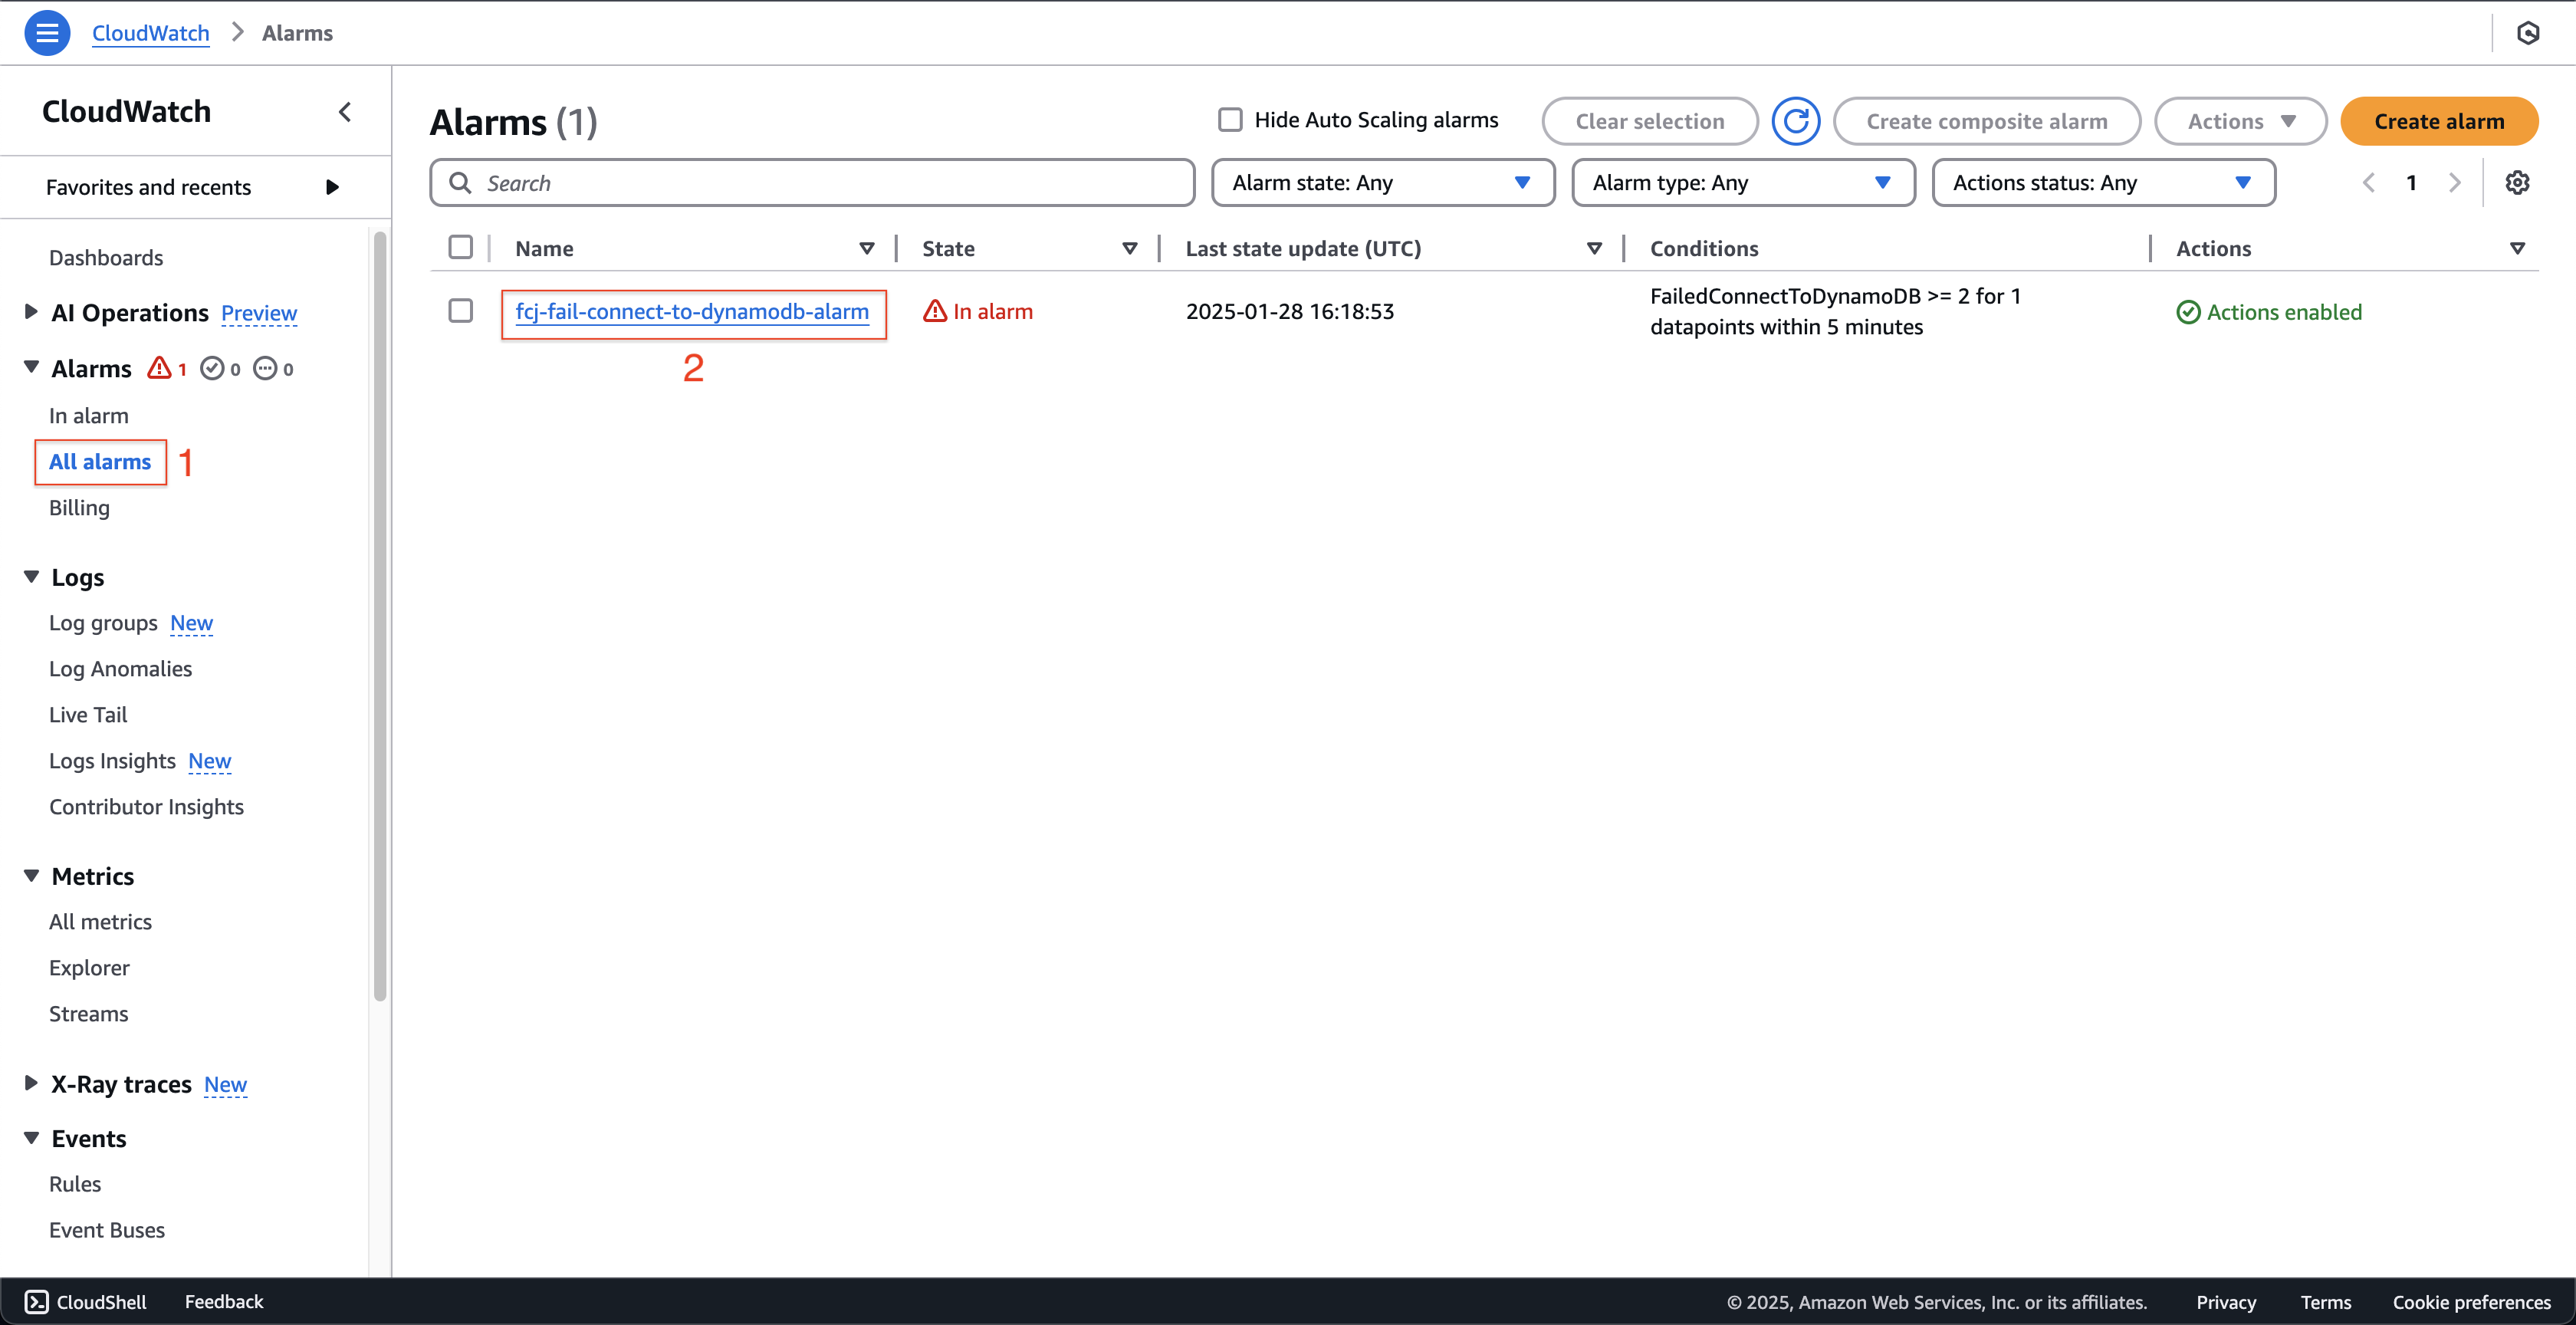 CloudWatch > Alarms
CloudWatch
Favorites and recents
Dashboards
AI Operations Preview
Alarms 1 0 0
In alarm
All alarms 1
Billing
Logs
Log groups New
Log Anomalies
Live Tail
Logs Insights New
Contributor Insights
Metrics
All metrics
Explorer
Streams
X-Ray traces New
Events
Rules
Event Buses
Alarms (1)
Hide Auto Scaling alarms
Clear selection
Create composite alarm
Actions
Create alarm
Search
Alarm state: Any
Alarm type: Any
Actions status: Any
1
Name State Last state update (UTC) Conditions Actions
fcj-fail-connect-to-dynamodb-alarm In alarm 2025-01-28 16:18:53
FailedConnectToDynamoDB >= 2 for 1
datapoints within 5 minutes
Actions enabled
2
CloudShell Feedback © 2025, Amazon Web Services, Inc. or its affiliates. Privacy Terms Cookie preferences